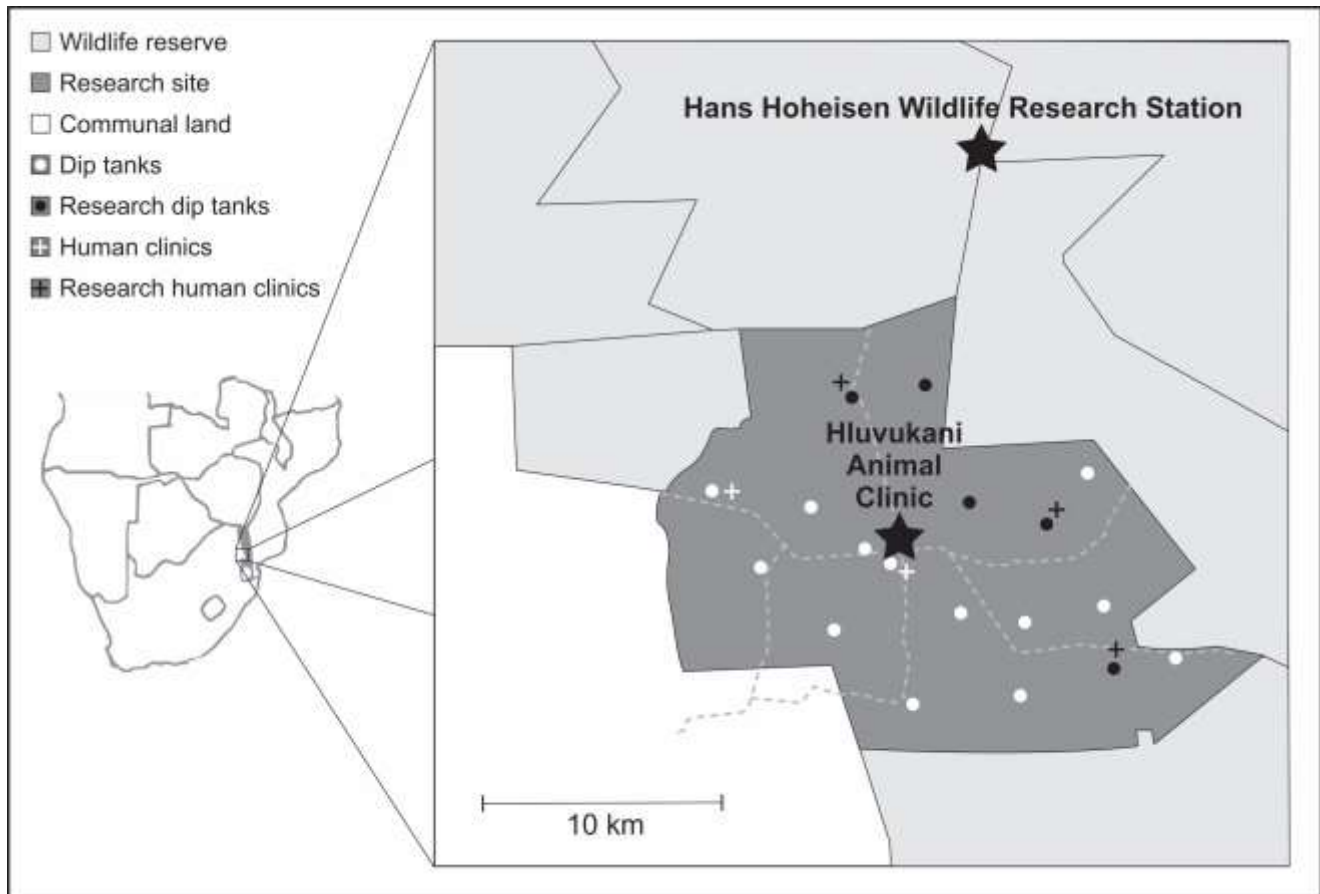 Wildlife reserve
Research site
Communal land
Dip tanks
Research dip tanks
Human clinics
Research human clinics
Hans Hoheisen Wildlife Research Station
Hluvukani
Animal
Clinic
10 km